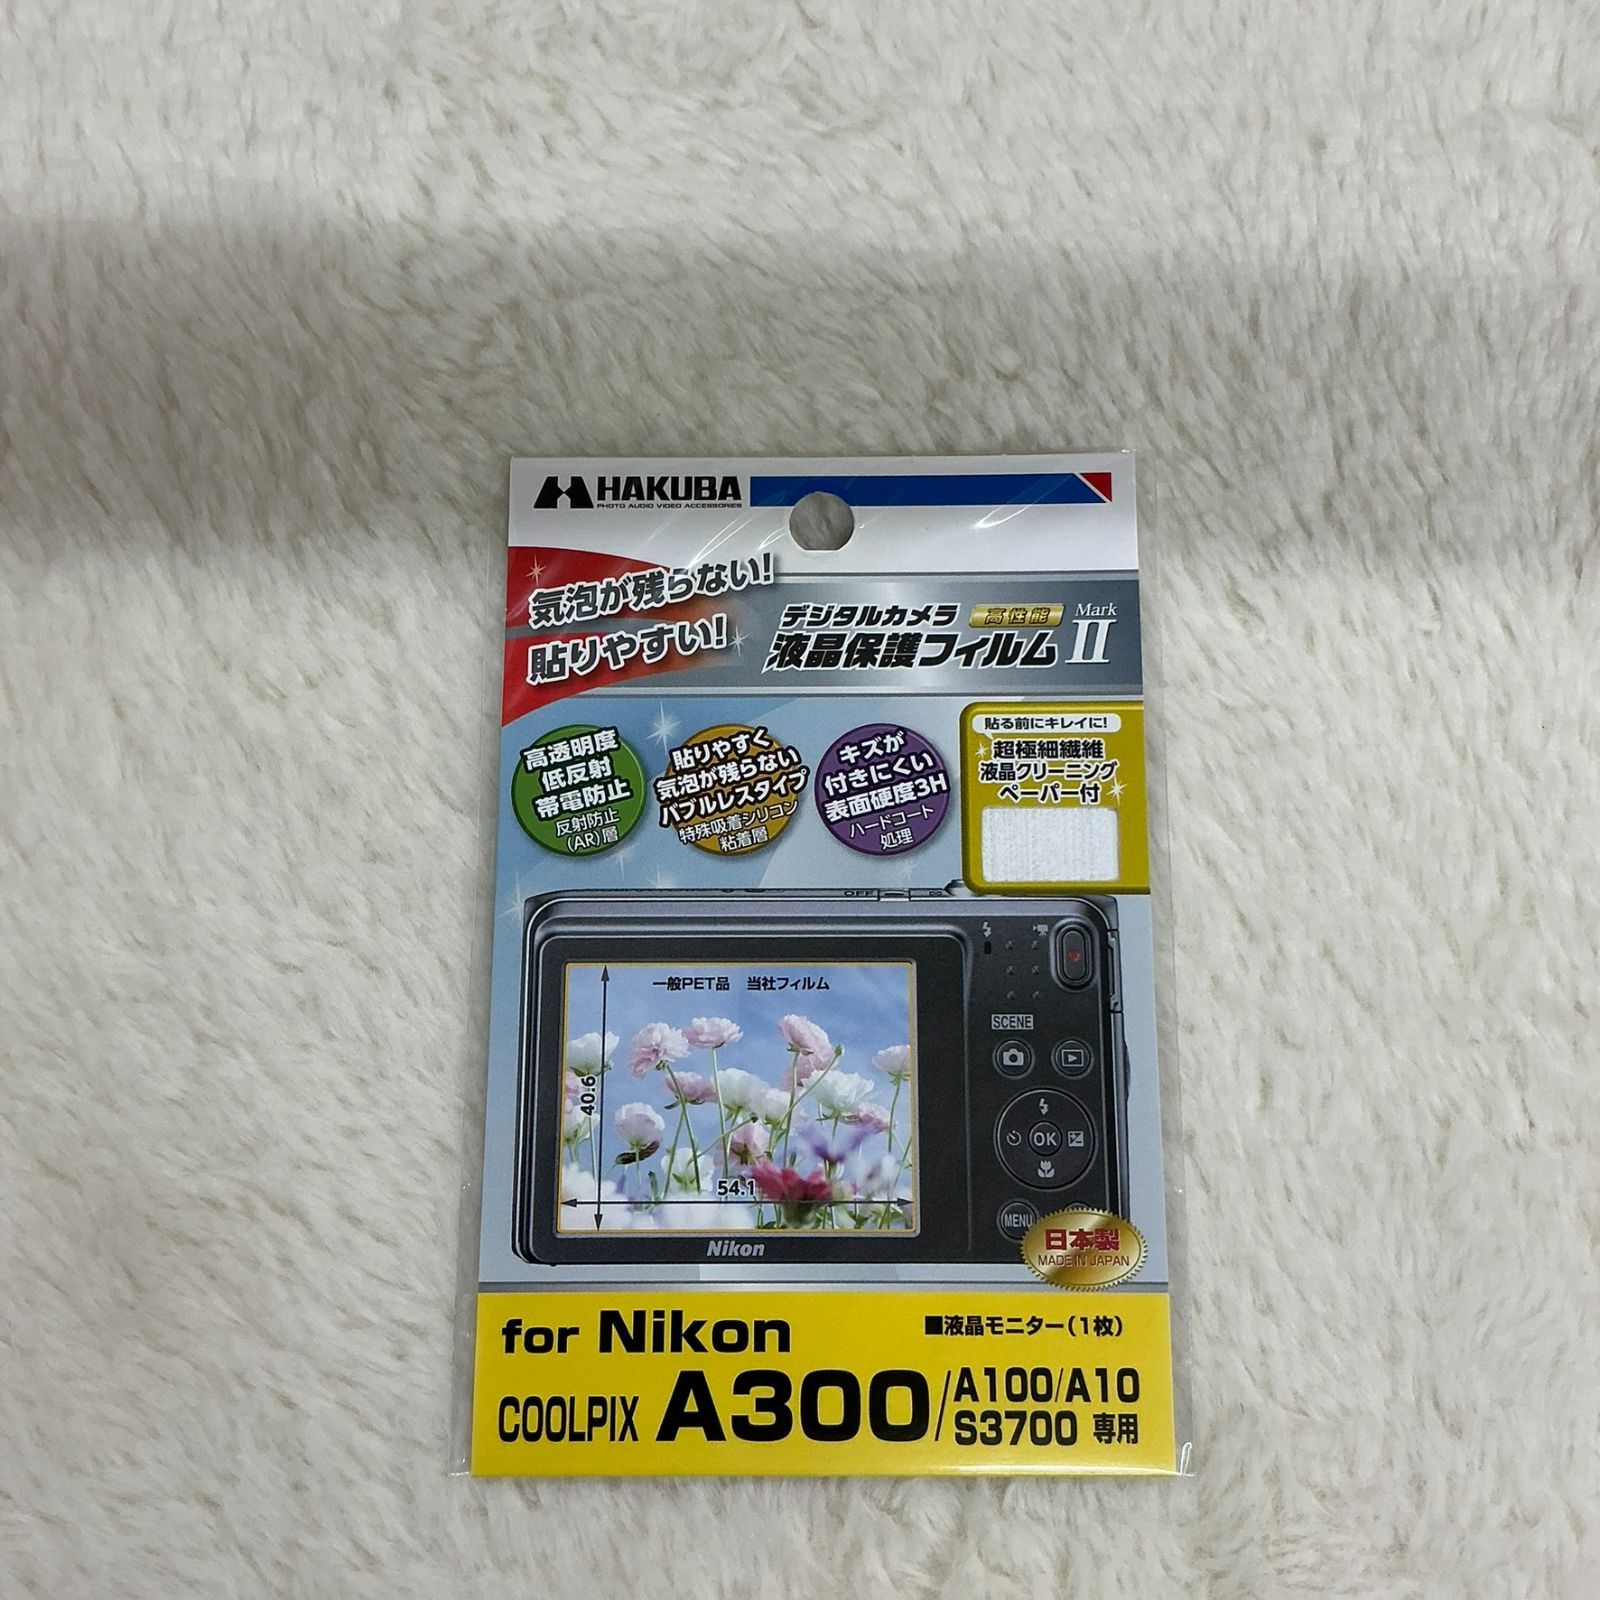 HAKUBA
PHOTO AUDIO VIDEO ACCESSORIES
気泡が残らない!
貼りやすい!
デジタルカメラ 高性能
液晶保護フィルム
Mark
II
高透明度
低反射
帯電防止
反射防止
(AR)層
貼りやすく
気泡が残らない
バブルレスタイプ
特殊吸着シリコン
粘着層
キズが
付きにくい
表面硬度3H
ハードコート
処理
貼る前にキレイに!
超極細繊維
液晶クリーニング
ペーパー付
OFF
一般PET品 当社フィルム
40.6
54.1
Nikon
SCENE
OK
MENU
日本製
MADE IN JAPAN
for Nikon
■液晶モニター(1枚)
COOLPIX A300/A100/A10
S3700 専用